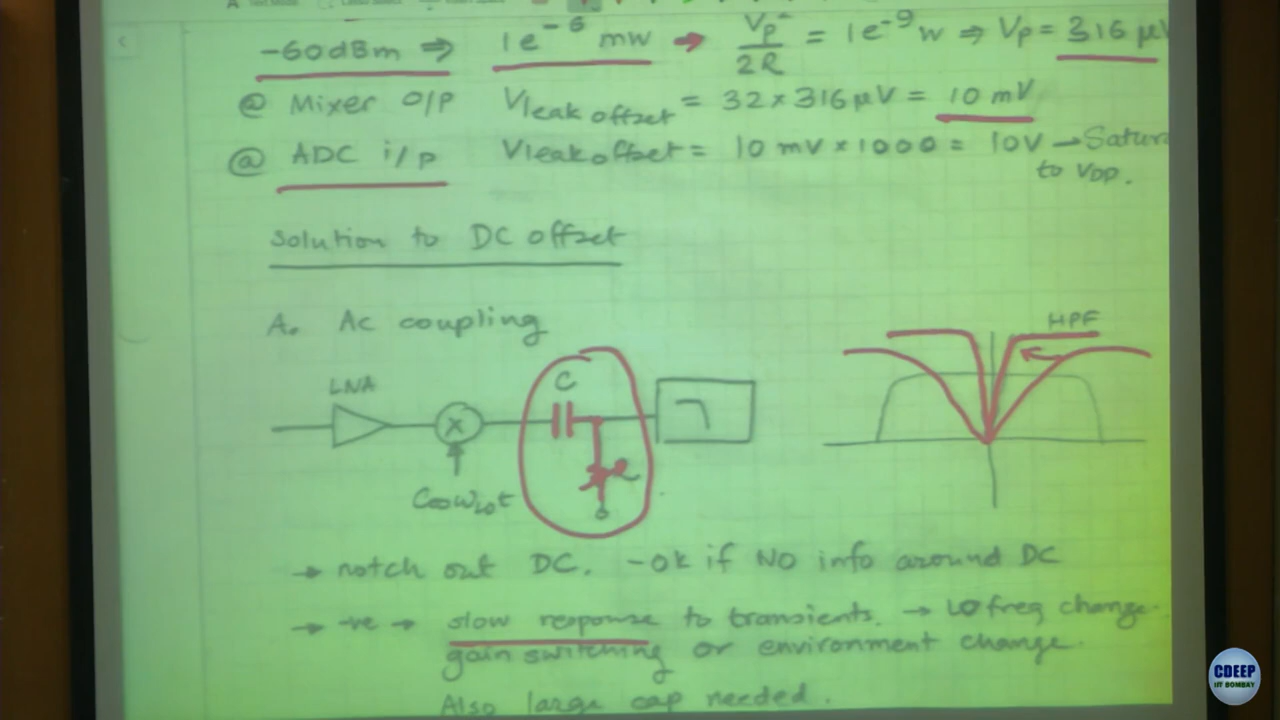 -60dBm ⇒ 1e⁻⁶ mw → Vp²/2R = 1e⁻⁹ w ⇒ Vp = 316 μV
@ Mixer O/P Vleak offset = 32 × 316 μV = 10 mV
@ ADC i/p Vleak offset = 10 mV × 1000 = 10V → Satura
to VDD.
Solution to DC offset
A. AC coupling
HPF
LNA
C
X
R
Cosω_LO t
→ notch out DC. - ok if NO info around DC
→ -ve → slow response to transients. → LO freq change.
gain switching or environment change.
Also large cap needed.
CDEEP
IIT BOMBAY